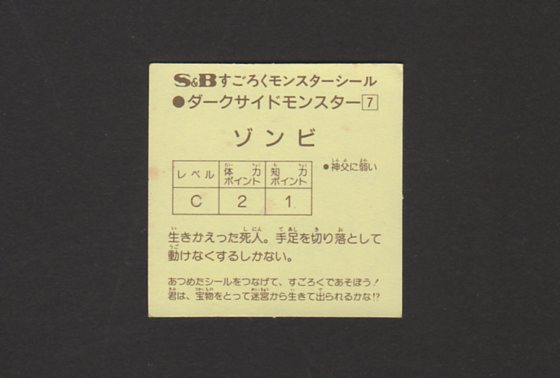 S&Bすごろくモンスターシール
●ダークサイドモンスター7
ゾンビ
●神父に弱い
レベル 体力ポイント 知力ポイント
C 2 1
生きかえった死人。手足を切り落として
動けなくするしかない。
あつめたシールをつなげて、すごろくであそぼう!
君は、宝物をとって迷宮から生きて出られるかな!?